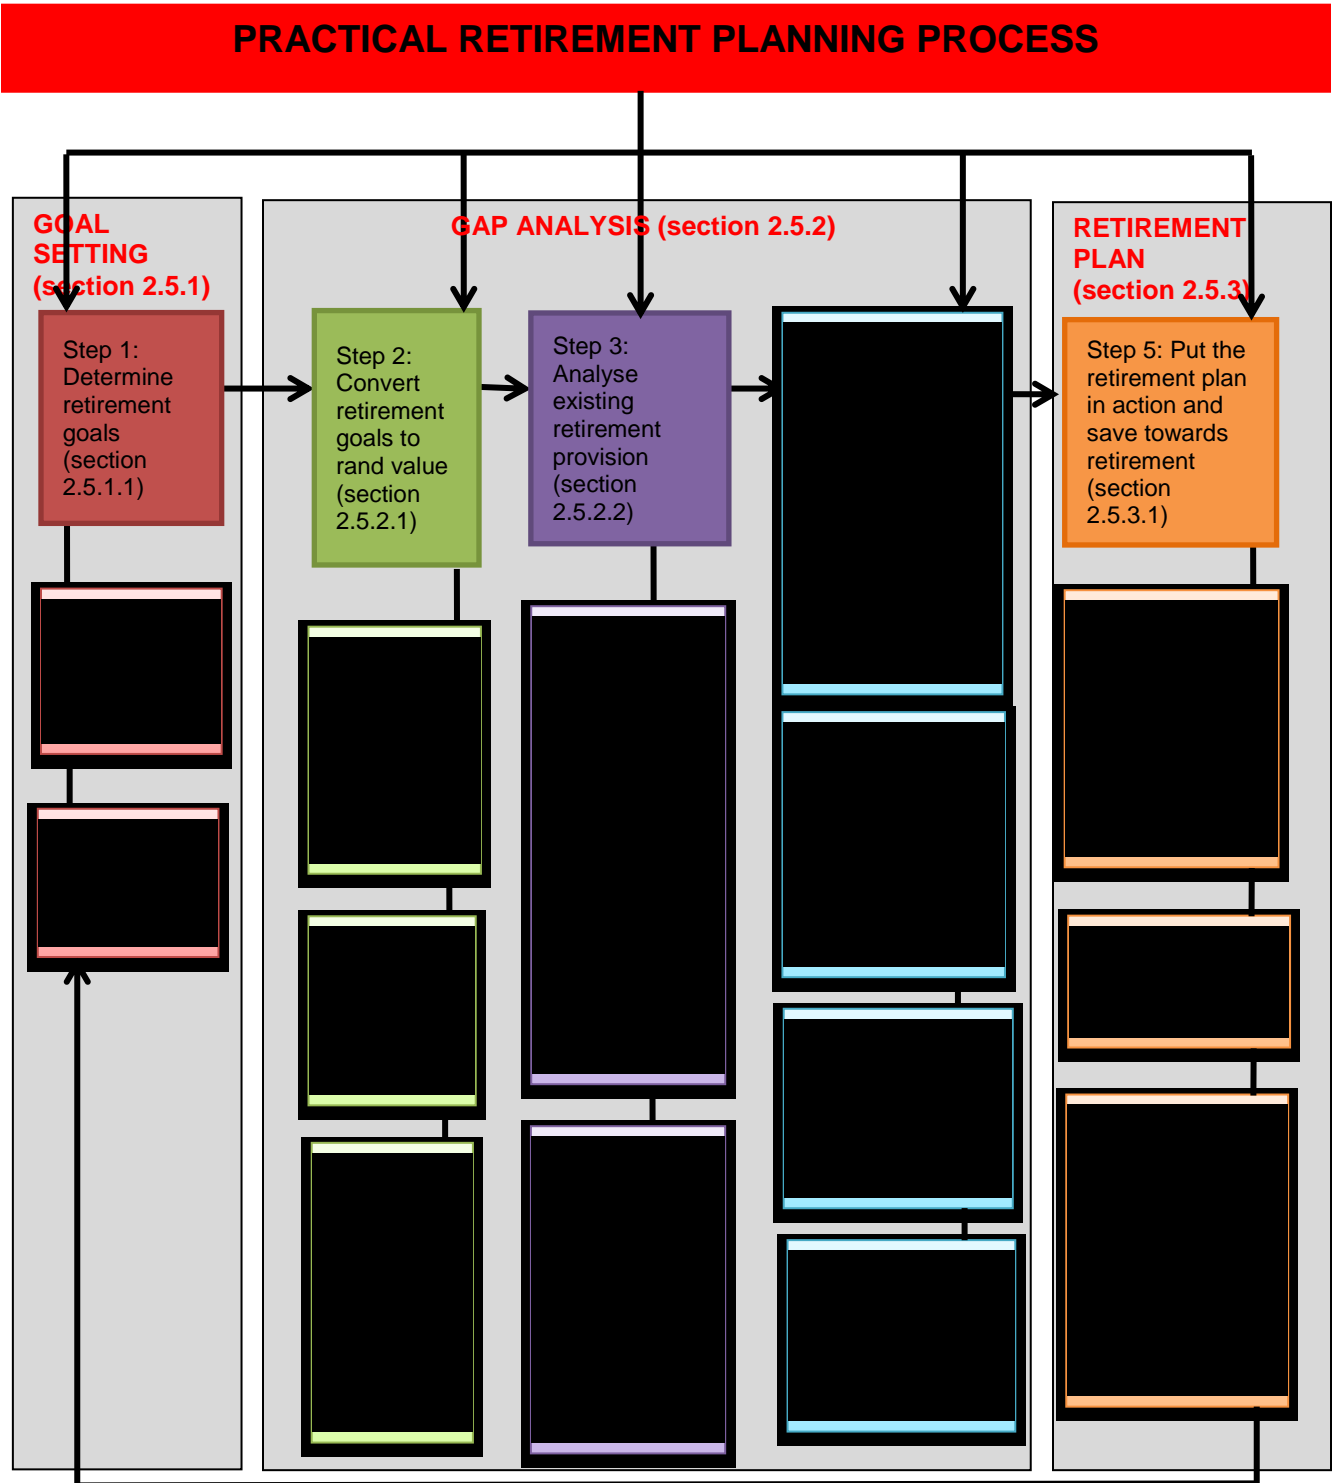 PRACTICAL RETIREMENT PLANNING PROCESS
GOAL
SETTING
(section 2.5.1)
GAP ANALYSIS (section 2.5.2)
RETIREMENT
PLAN
(section 2.5.3)
Step 1:
Determine
retirement
goals
(section
2.5.1.1)
Step 2:
Convert
retirement
goals to
rand value
(section
2.5.2.1)
Step 3:
Analyse
existing
retirement
provision
(section
2.5.2.2)
Step 5: Put the
retirement plan
in action and
save towards
retirement
(section
2.5.3.1)